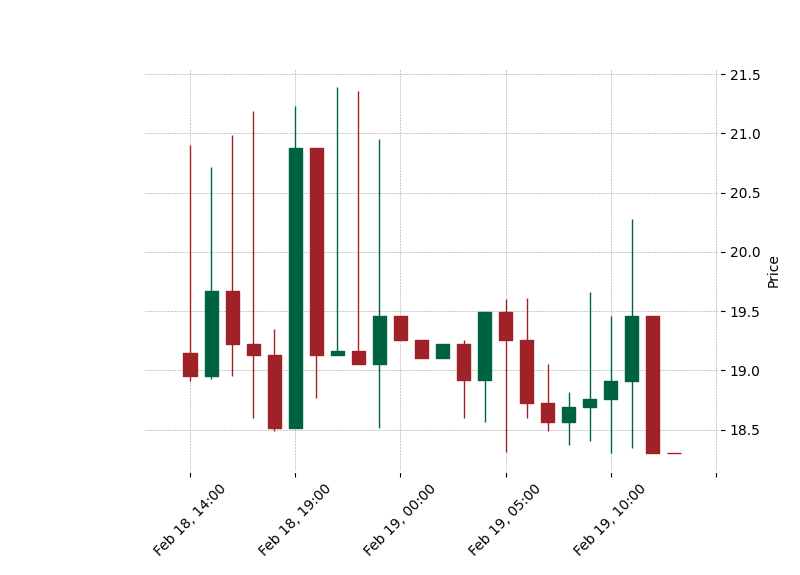 21.5
21.0
20.5
20.0
19.5
19.0
18.5
Price
Feb 18, 14:00
Feb 18, 19:00
Feb 19, 00:00
Feb 19, 05:00
Feb 19, 10:00